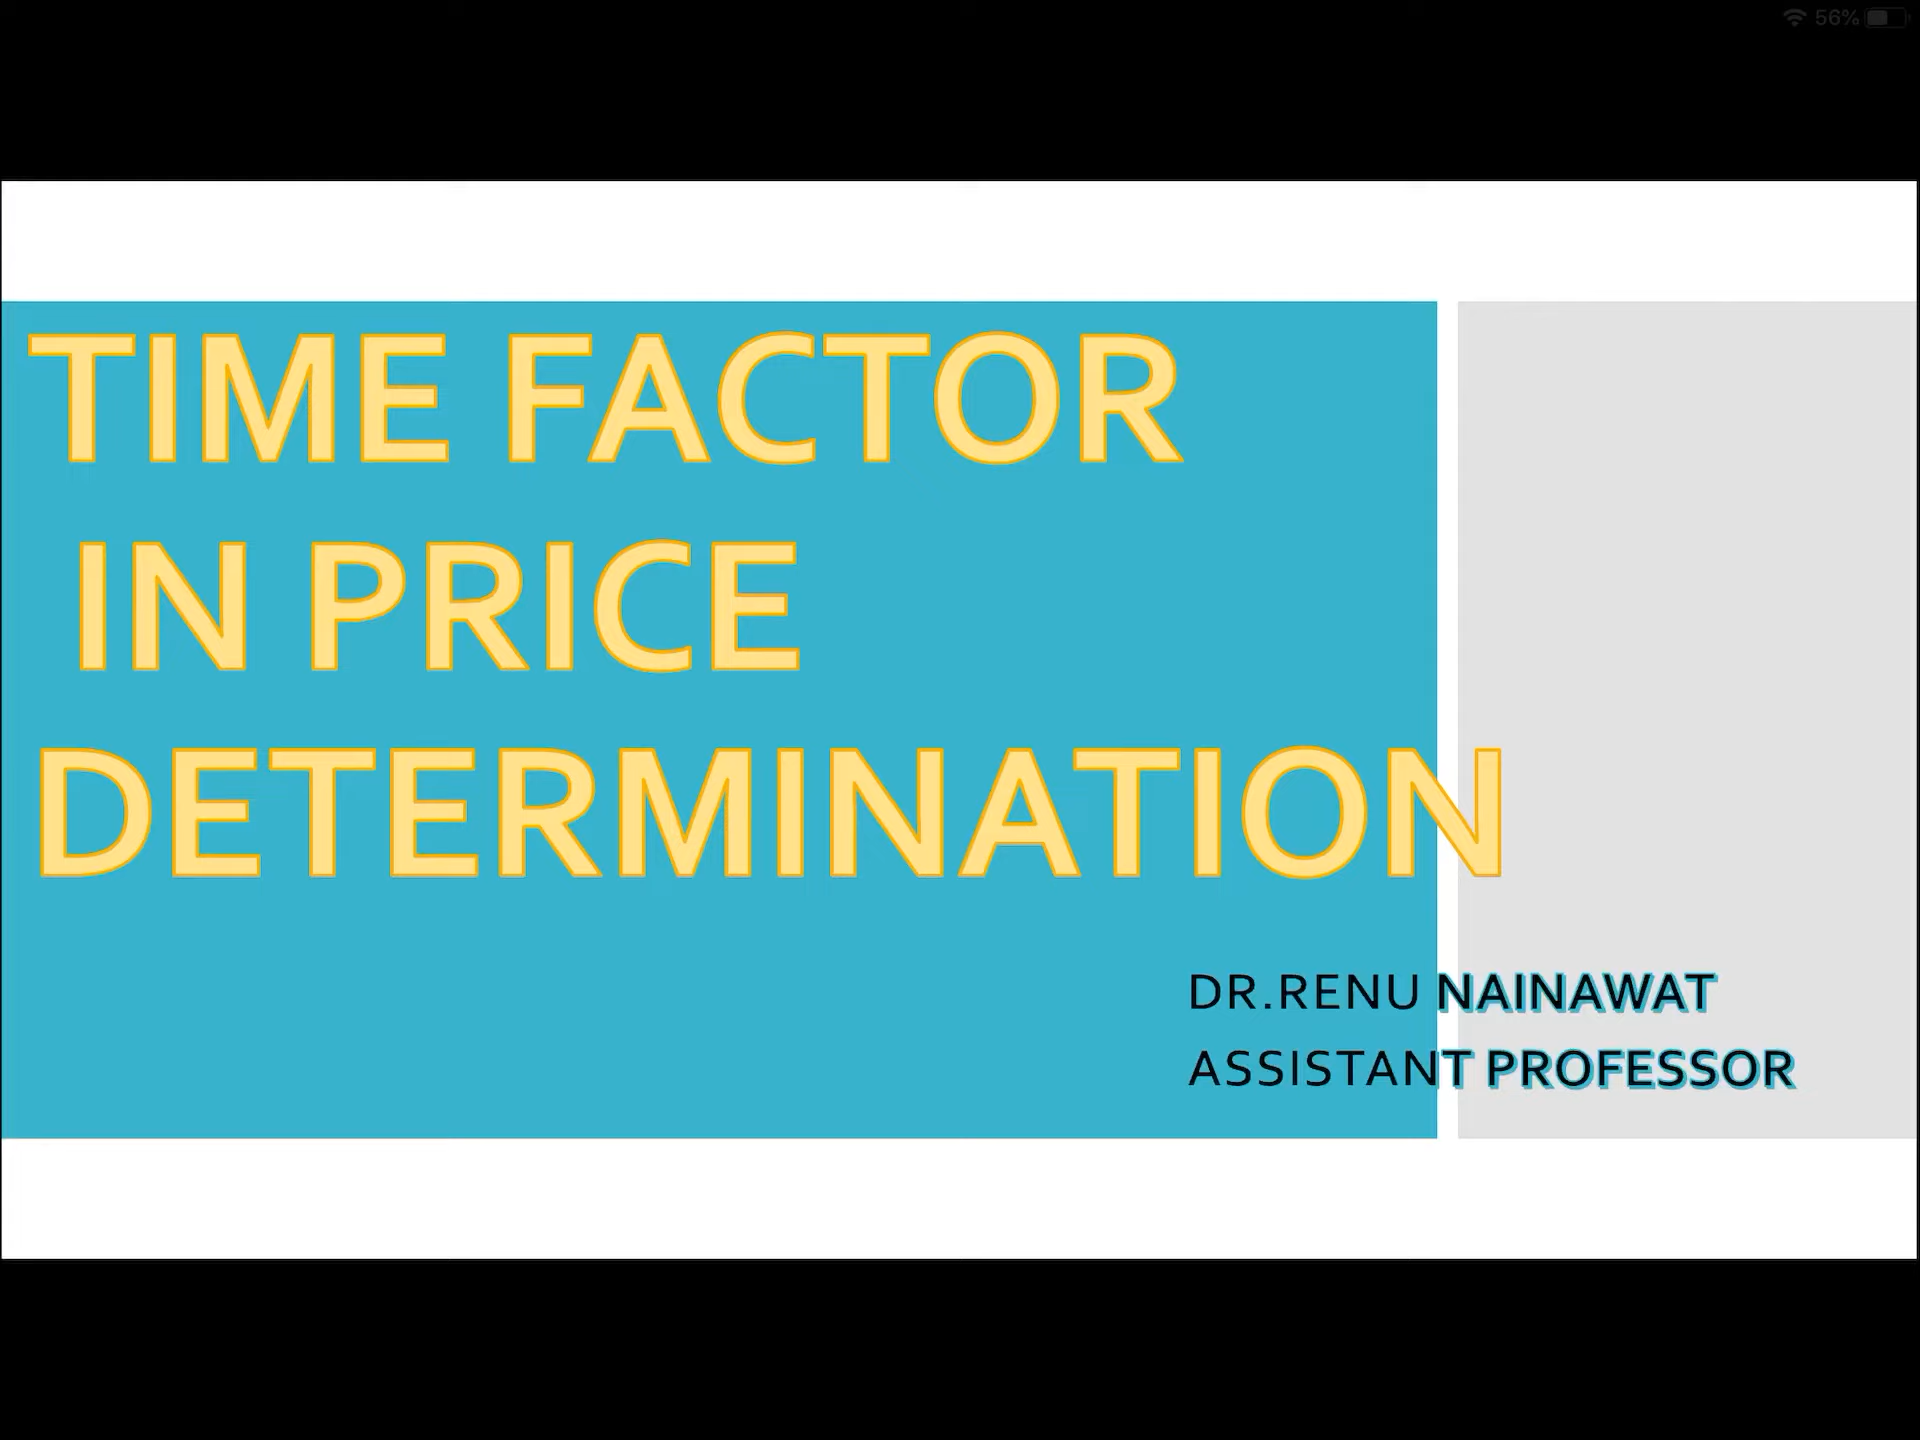 56%
TIME FACTOR
IN PRICE
DETERMINATION
DR.RENU NAINAWAT
ASSISTANT PROFESSOR